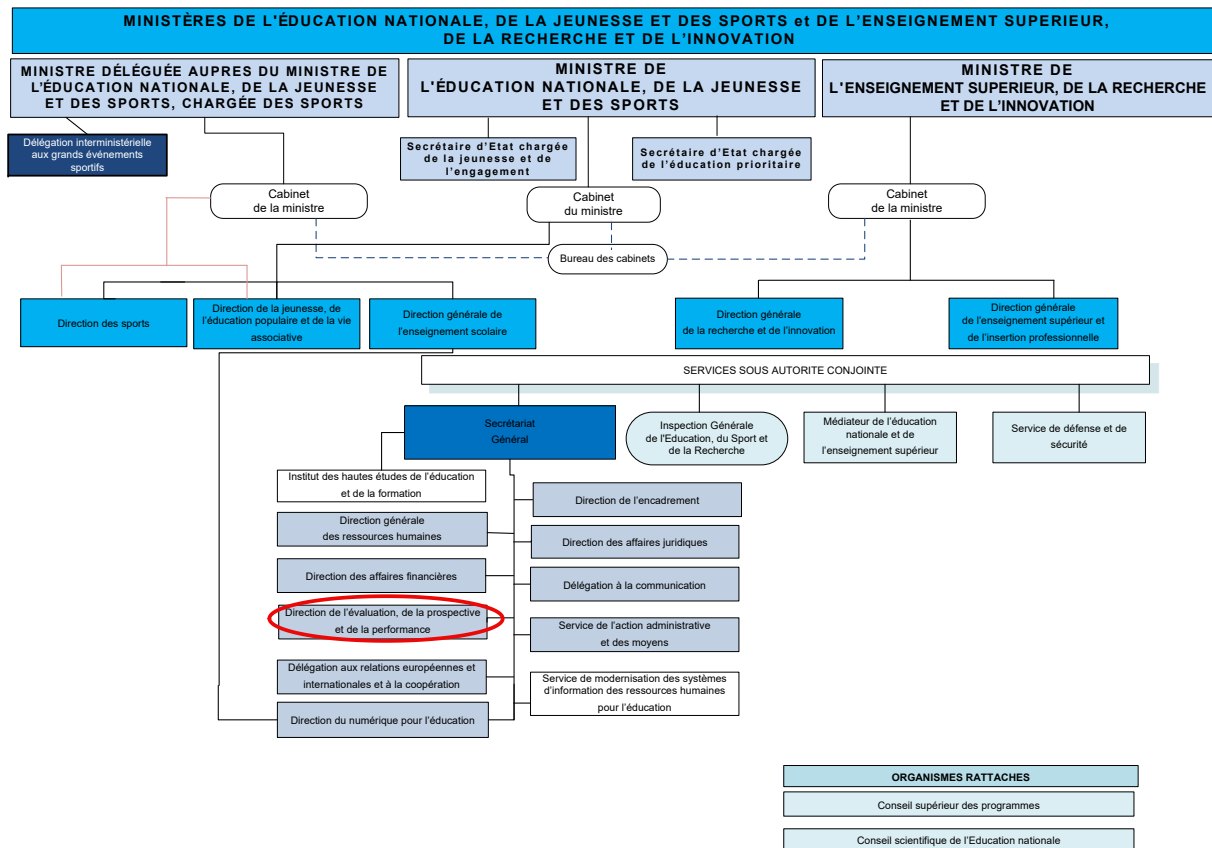 MINISTÈRES DE L'ÉDUCATION NATIONALE, DE LA JEUNESSE ET DES SPORTS et DE L'ENSEIGNEMENT SUPERIEUR,
DE LA RECHERCHE ET DE L'INNOVATION
MINISTRE DÉLÉGUÉE AUPRES DU MINISTRE DE
L'ÉDUCATION NATIONALE, DE LA JEUNESSE
ET DES SPORTS, CHARGÉE DES SPORTS
MINISTRE DE
L'ÉDUCATION NATIONALE, DE LA JEUNESSE
ET DES SPORTS
MINISTRE DE
L'ENSEIGNEMENT SUPERIEUR, DE LA RECHERCHE
ET DE L'INNOVATION
Délégation interministérielle
aux grands événements
sportifs
Secrétaire d'Etat chargée
de la jeunesse et de
l'engagement
Secrétaire d'Etat chargée
de l'éducation prioritaire
Cabinet
de la ministre
Cabinet
du ministre
Cabinet
de la ministre
Bureau des cabinets
Direction des sports
Direction de la jeunesse, de
l'éducation populaire et de la vie
associative
Direction générale de
l'enseignement scolaire
Direction générale
de la recherche et de l'innovation
Direction générale
de l'enseignement supérieur et
de l'insertion professionnelle
SERVICES SOUS AUTORITE CONJOINTE
Secrétariat
Général
Inspection Générale
de l'Education, du Sport et
de la Recherche
Médiateur de l'éducation
nationale et de
l'enseignement supérieur
Service de défense et de
sécurité
Institut des hautes études de l'éducation
et de la formation
Direction de l'encadrement
Direction générale
des ressources humaines
Direction des affaires juridiques
Direction des affaires financières
Délégation à la communication
Direction de l'évaluation, de la prospective
et de la performance
Service de l'action administrative
et des moyens
Délégation aux relations européennes et
internationales et à la coopération
Service de modernisation des systèmes
d'information des ressources humaines
pour l'éducation
Direction du numérique pour l'éducation
ORGANISMES RATTACHES
Conseil supérieur des programmes
Conseil scientifique de l'Education nationale